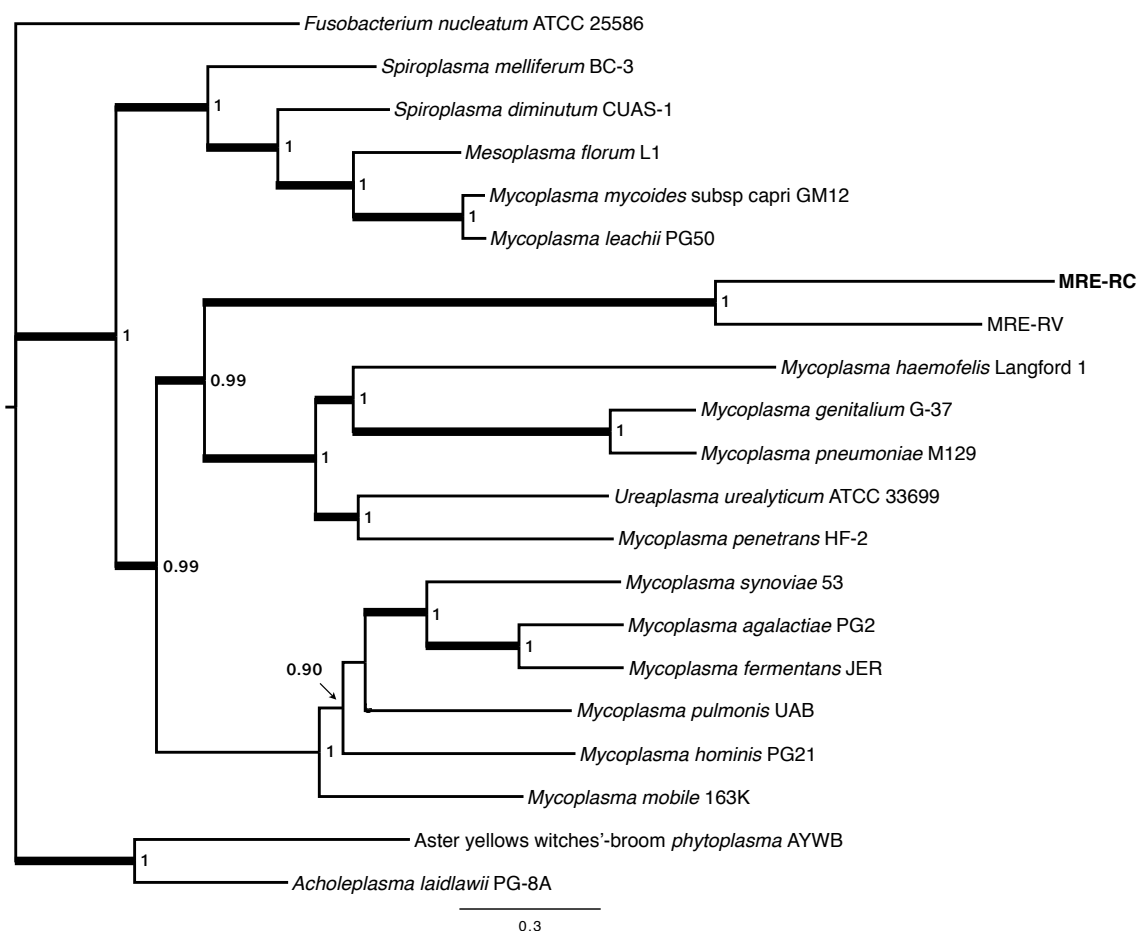 Fusobacterium nucleatum ATCC 25586
Spiroplasma melliferum BC-3
1
Spiroplasma diminutum CUAS-1
1
Mesoplasma florum L1
1
Mycoplasma mycoides subsp capri GM12
1
Mycoplasma leachii PG50
MRE-RC
1
MRE-RV
1
Mycoplasma haemofelis Langford 1
0.99
1
Mycoplasma genitalium G-37
1
Mycoplasma pneumoniae M129
1
Ureaplasma urealyticum ATCC 33699
1
Mycoplasma penetrans HF-2
0.99
Mycoplasma synoviae 53
1
Mycoplasma agalactiae PG2
1
Mycoplasma fermentans JER
0.90
Mycoplasma pulmonis UAB
1
Mycoplasma hominis PG21
Mycoplasma mobile 163K
Aster yellows witches'-broom phytoplasma AYWB
1
Acholeplasma laidlawii PG-8A
0.3